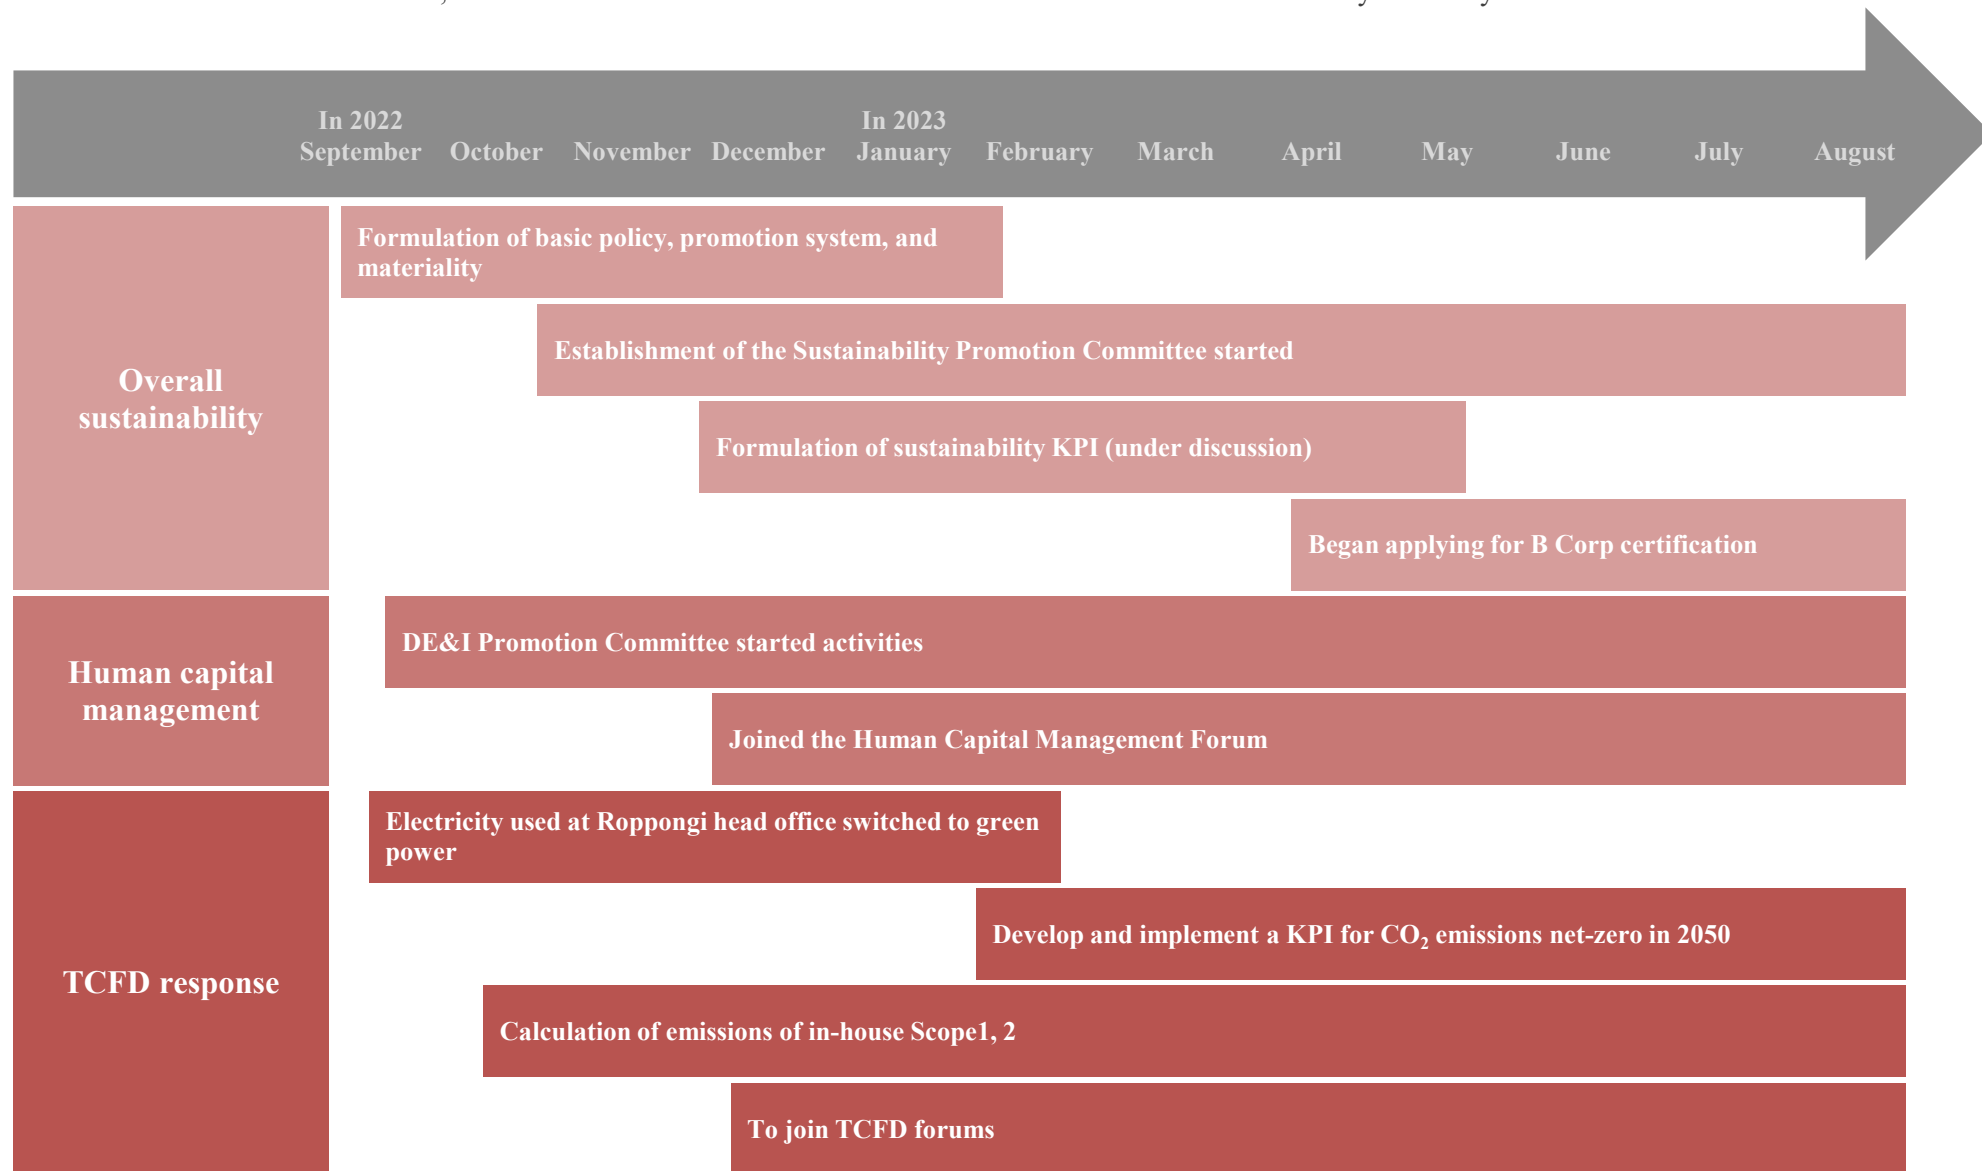 In 2022
In 2023
September October November December January February March April May June July August
Overall
sustainability
Formulation of basic policy, promotion system, and
materiality
Establishment of the Sustainability Promotion Committee started
Formulation of sustainability KPI (under discussion)
Began applying for B Corp certification
Human capital
management
DE&I Promotion Committee started activities
Joined the Human Capital Management Forum
TCFD response
Electricity used at Roppongi head office switched to green
power
Develop and implement a KPI for CO₂ emissions net-zero in 2050
Calculation of emissions of in-house Scope1, 2
To join TCFD forums